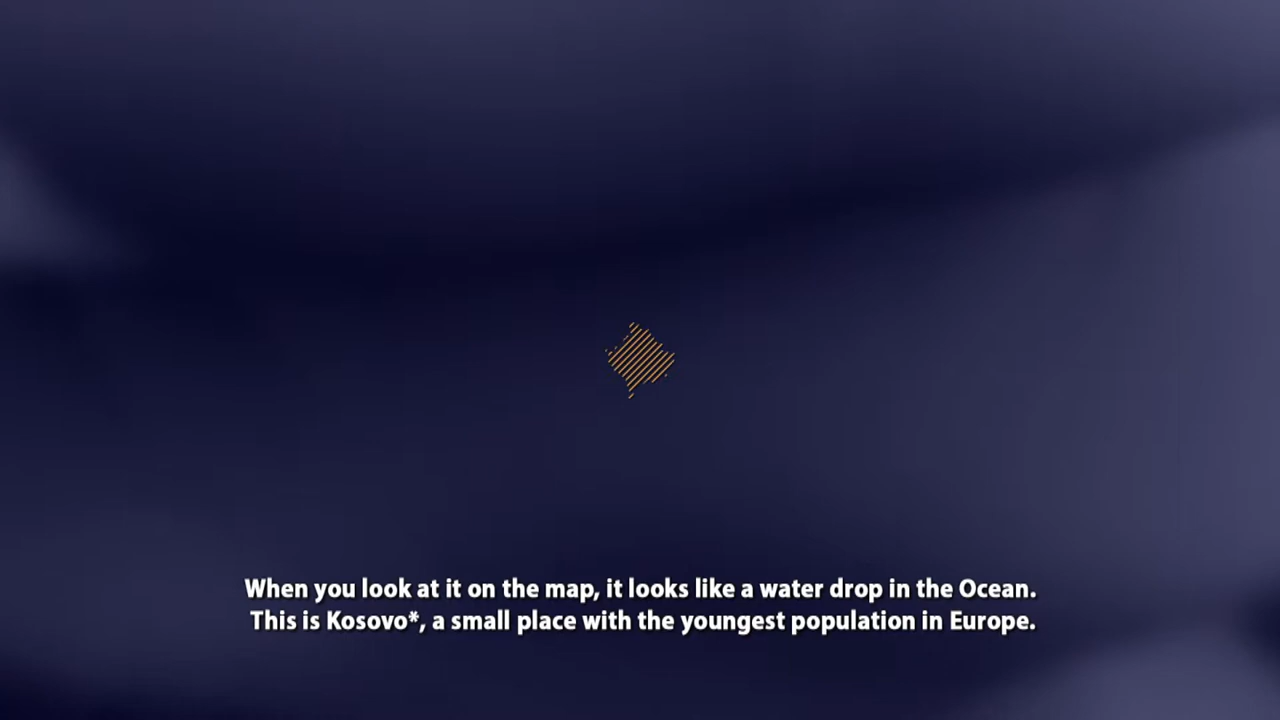 When you look at it on the map, it looks like a water drop in the Ocean.
This is Kosovo*, a small place with the youngest population in Europe.